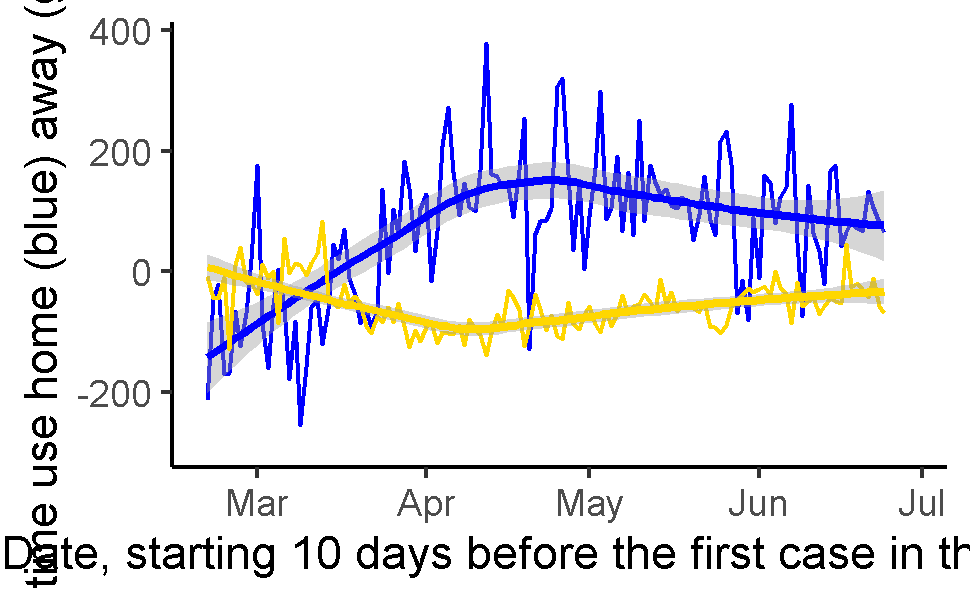 time use home (blue) away (
400
200
0
-200
Mar Apr May Jun Jul
Date, starting 10 days before the first case in th